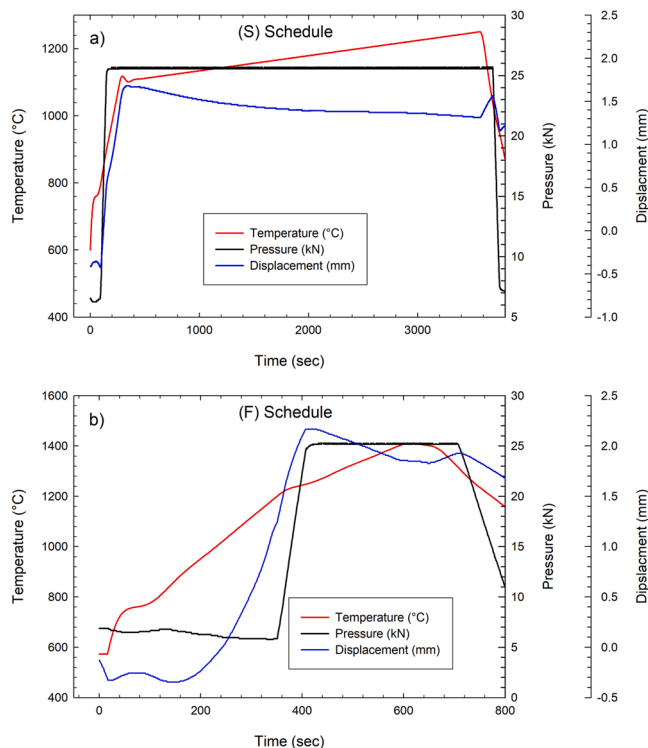 a)
(S) Schedule
1200
1000
800
600
400
Temperature (°C)
30
25
20
15
10
5
Pressure (kN)
2.5
2.0
1.5
1.0
0.5
0.0
-0.5
-1.0
Dipslacment (mm)
Temperature (°C)
Pressure (kN)
Displacement (mm)
0
1000
2000
3000
Time (sec)
b)
(F) Schedule
1600
1400
1200
1000
800
600
400
Temperature (°C)
30
25
20
15
10
5
0
Pressure (kN)
2.5
2.0
1.5
1.0
0.5
0.0
-0.5
Dipslacment (mm)
Temperature (°C)
Pressure (kN)
Displacement (mm)
0
200
400
600
800
Time (sec)